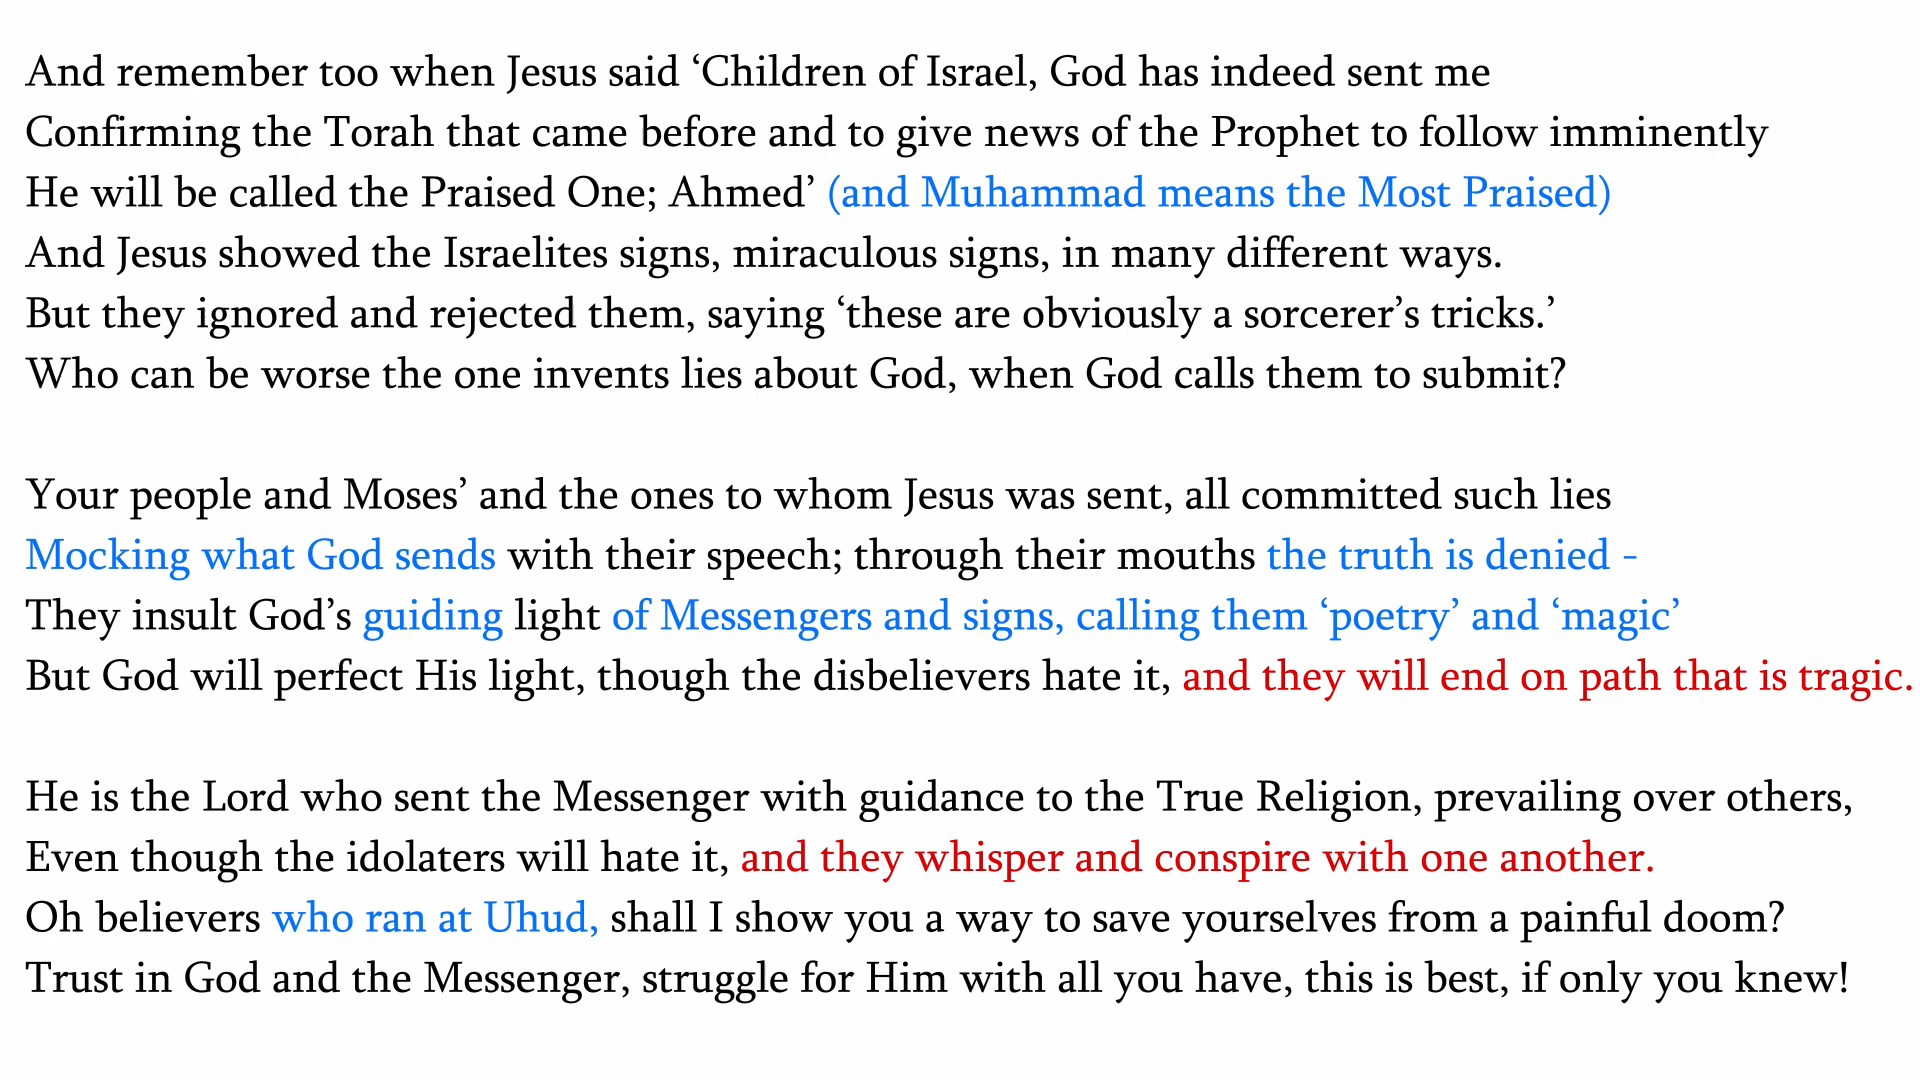 And remember too when Jesus said ‘Children of Israel, God has indeed sent me
Confirming the Torah that came before and to give news of the Prophet to follow imminently
He will be called the Praised One; Ahmed’ (and Muhammad means the Most Praised)
And Jesus showed the Israelites signs, miraculous signs, in many different ways.
But they ignored and rejected them, saying ‘these are obviously a sorcerer’s tricks.’
Who can be worse the one invents lies about God, when God calls them to submit?
Your people and Moses’ and the ones to whom Jesus was sent, all committed such lies
Mocking what God sends with their speech; through their mouths the truth is denied -
They insult God’s guiding light of Messengers and signs, calling them ‘poetry’ and ‘magic’
But God will perfect His light, though the disbelievers hate it, and they will end on path that is tragic.
He is the Lord who sent the Messenger with guidance to the True Religion, prevailing over others,
Even though the idolaters will hate it, and they whisper and conspire with one another.
Oh believers who ran at Uhud, shall I show you a way to save yourselves from a painful doom?
Trust in God and the Messenger, struggle for Him with all you have, this is best, if only you knew!